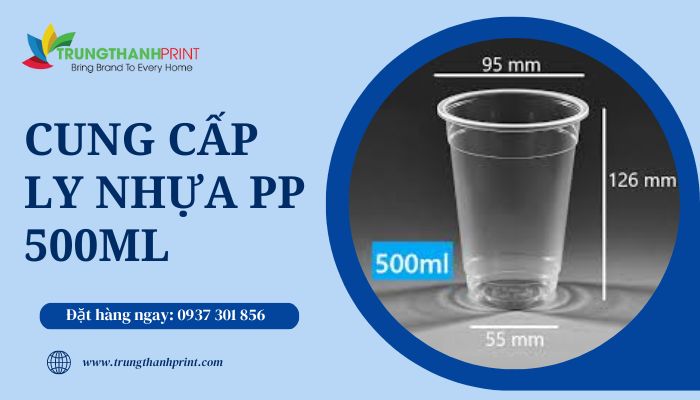 TRUNGTHANHPRINT
Bring Brand To Every Home
CUNG CẤP
LY NHỰA PP
500ML
Đặt hàng ngay: 0937 301 856
www.trungthanhprint.com
95 mm
126 mm
500ml
55 mm